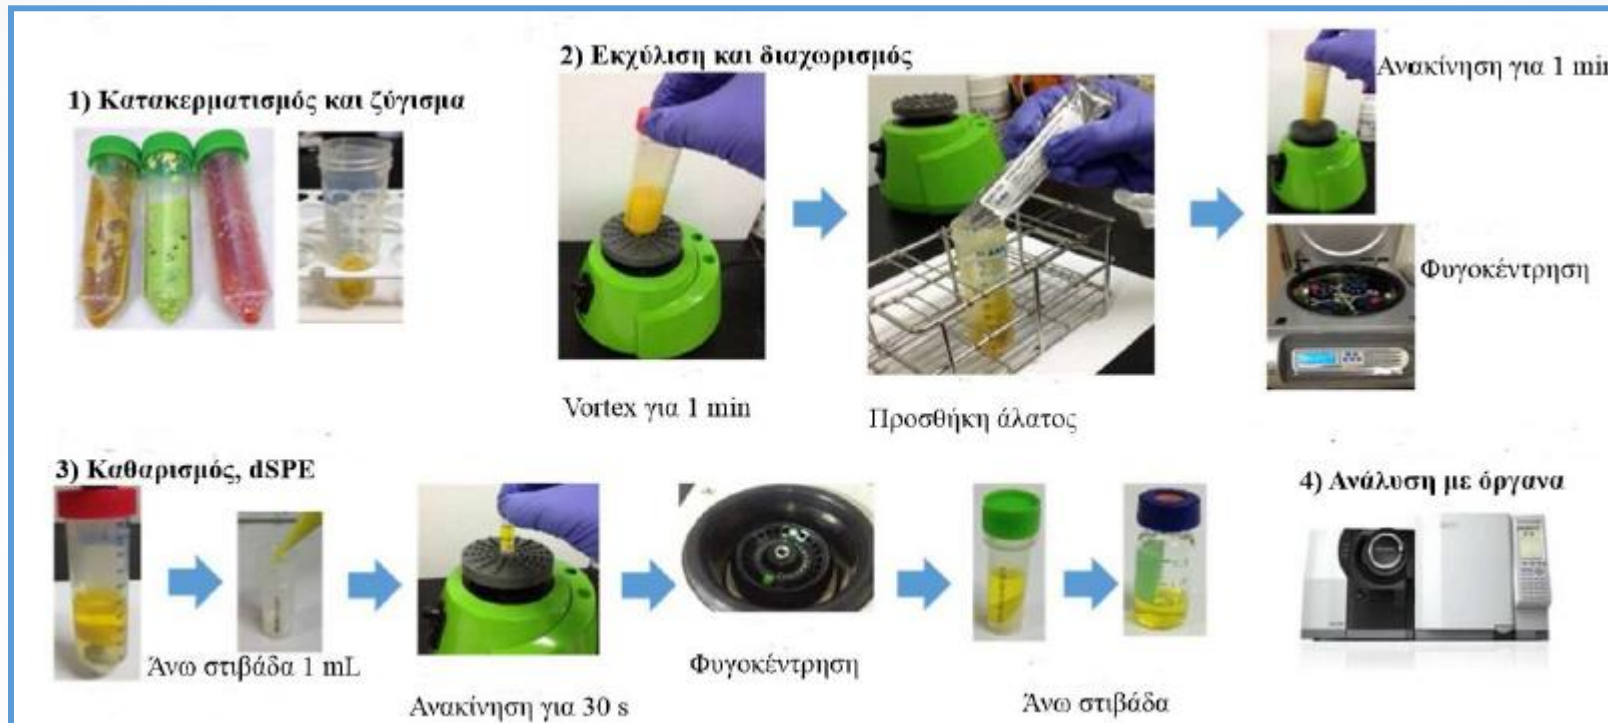 1) Κατακερματισμός και ζύγισμα
2) Εκχύλιση και διαχωρισμός
Vortex για 1 min
Προσθήκη άλατος
Ανακίνηση για 1 min
Φυγοκέντρηση
3) Καθαρισμός, dSPE
Άνω στιβάδα 1 mL
Ανακίνηση για 30 s
Φυγοκέντρηση
Άνω στιβάδα
4) Ανάλυση με όργανα